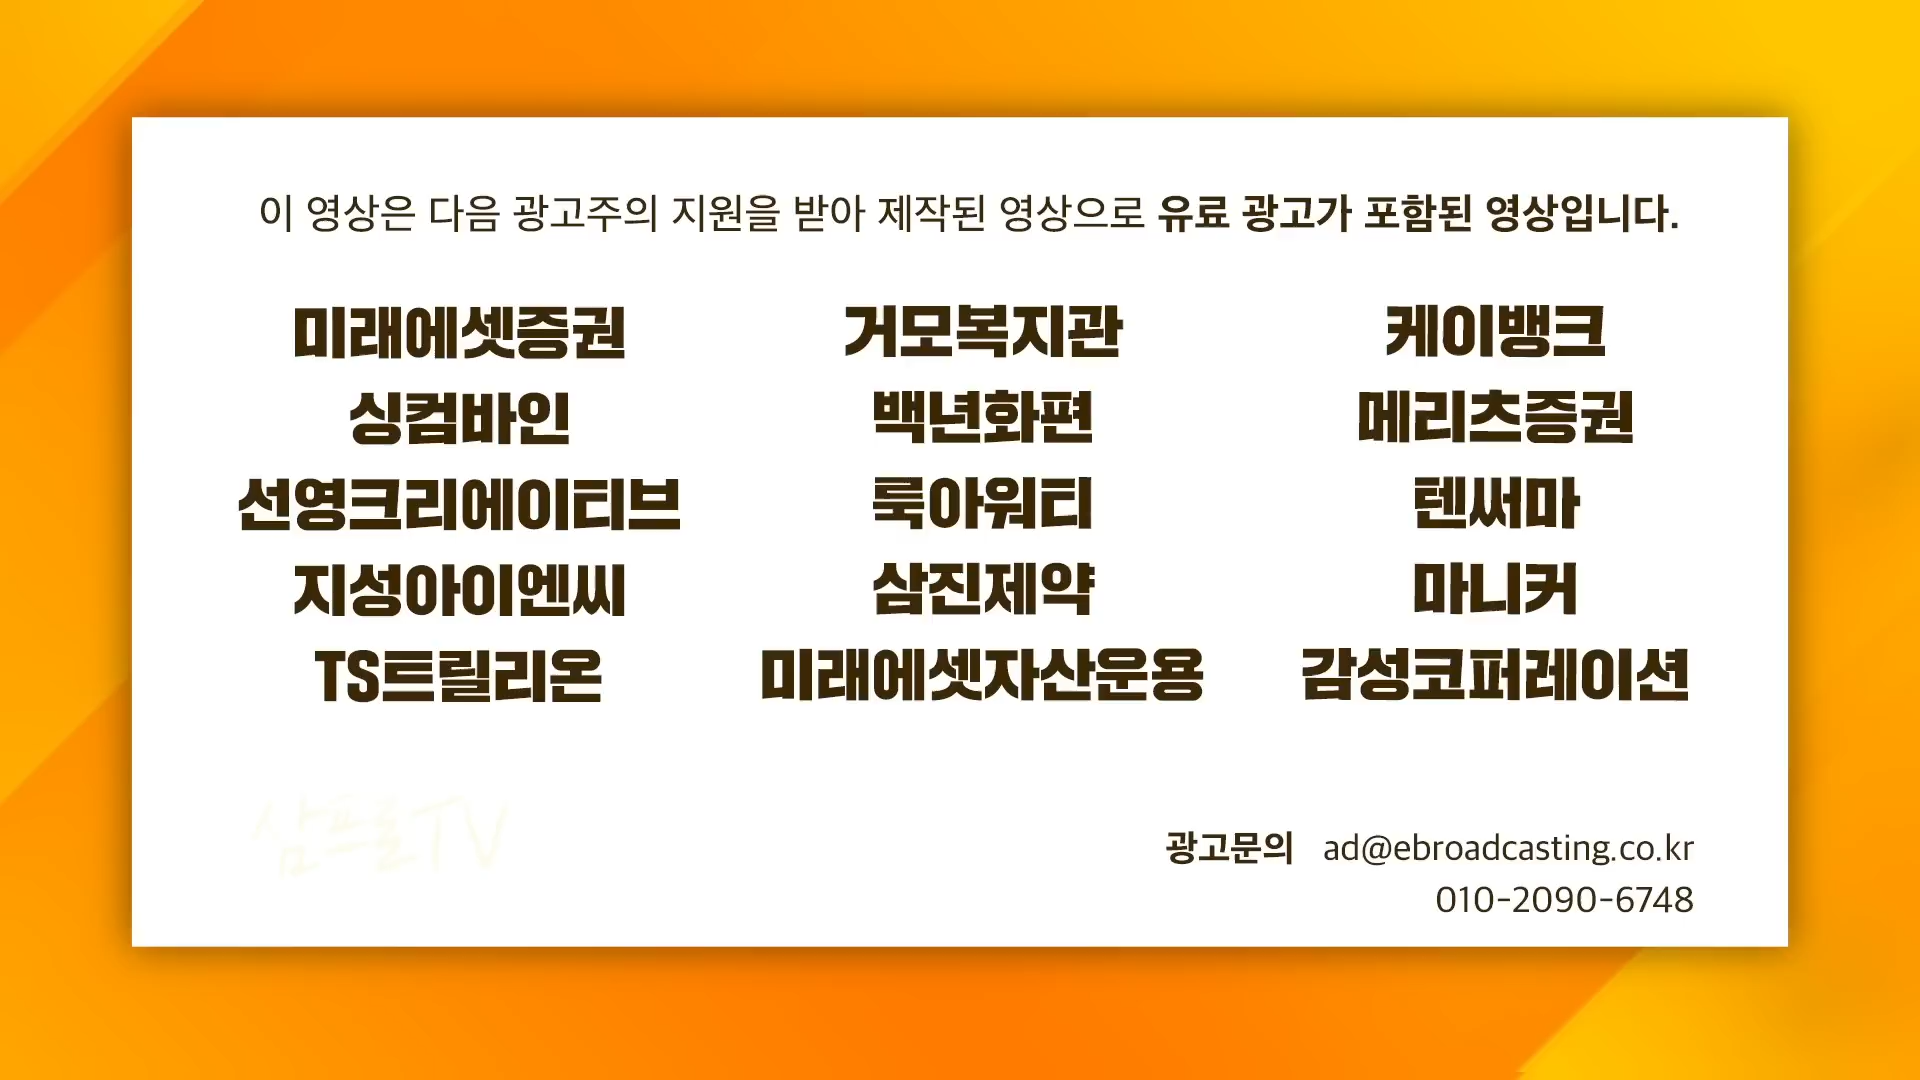 이 영상은 다음 광고주의 지원을 받아 제작된 영상으로 유료 광고가 포함된 영상입니다.
미래에셋증권 거모복지관 케이뱅크
싱컴바인 백년화편 메리츠증권
선영크리에이티브 룩아워티 텐써마
지성아이엔씨 삼진제약 마니커
TS트릴리온 미래에셋자산운용 감성코퍼레이션
삼프로TV
광고문의 ad@ebroadcasting.co.kr
010-2090-6748